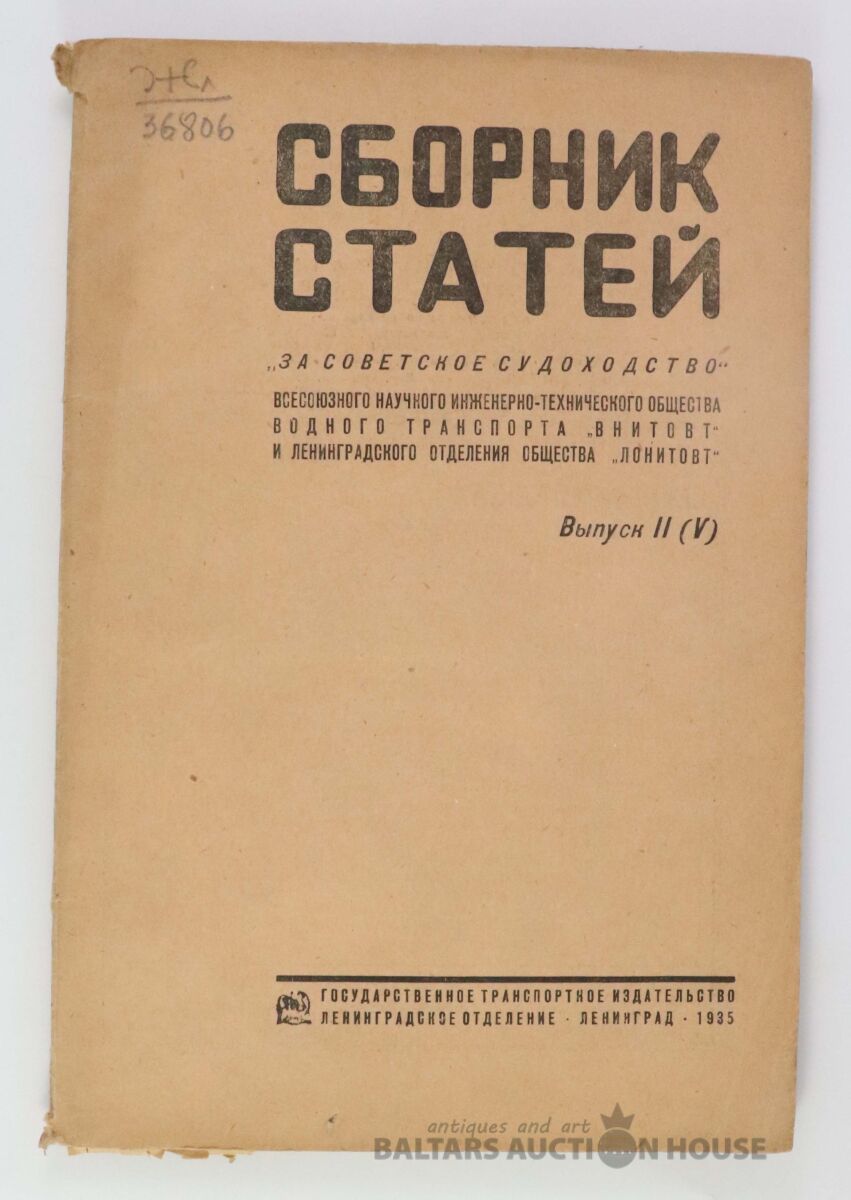 36806
СБОРНИК
СТАТЕЙ
„ЗА СОВЕТСКОЕ СУДОХОДСТВО“
ВСЕСОЮЗНОГО НАУЧНОГО ИНЖЕНЕРНО-ТЕХНИЧЕСКОГО ОБЩЕСТВА
ВОДНОГО ТРАНСПОРТА „ВНИТОВТ“
И ЛЕНИНГРАДСКОГО ОТДЕЛЕНИЯ ОБЩЕСТВА „ЛОНИТОВТ“
Выпуск II (V)
ГОСУДАРСТВЕННОЕ ТРАНСПОРТНОЕ ИЗДАТЕЛЬСТВО
ЛЕНИНГРАДСКОЕ ОТДЕЛЕНИЕ · ЛЕНИНГРАД · 1935
antiques and art
BALTARS AUCTION HOUSE